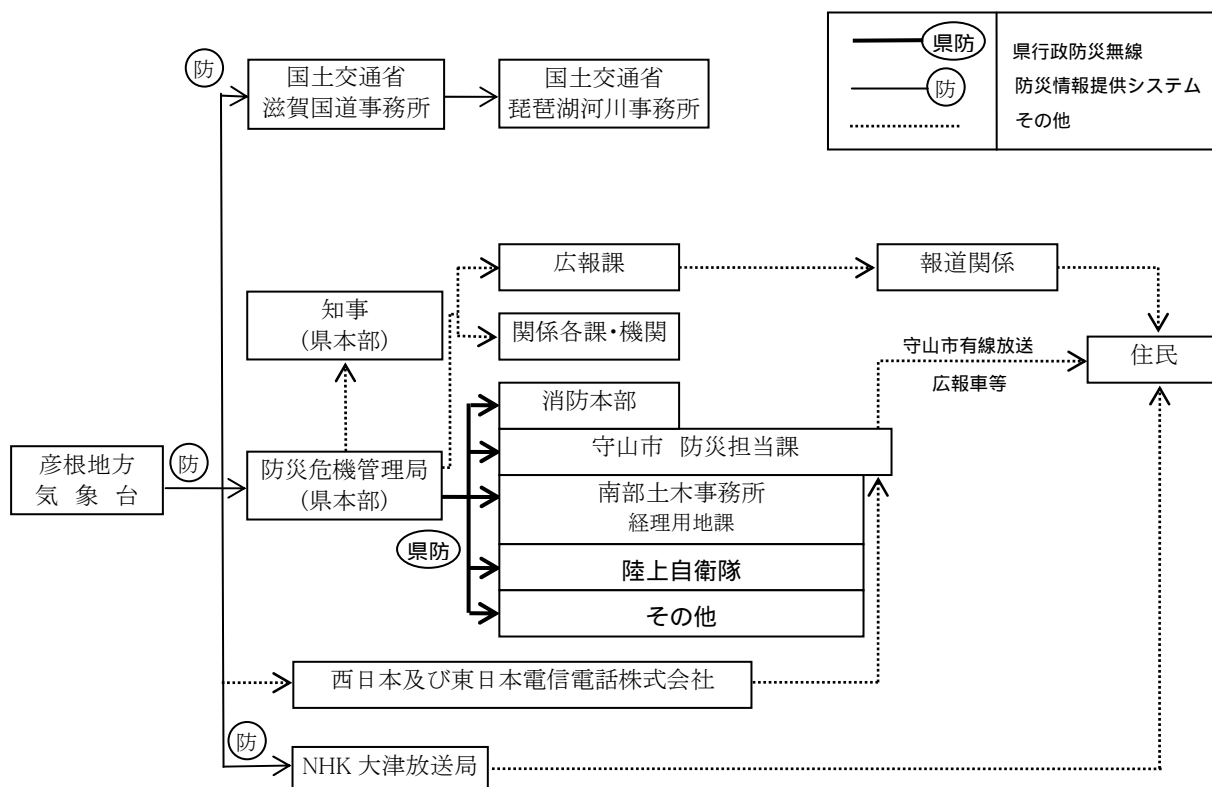 県防
県行政防災無線
防
防災情報提供システム
その他
防
国土交通省
滋賀国道事務所
国土交通省
琵琶湖河川事務所
広報課
報道関係
知事
(県本部)
関係各課・機関
守山市有線放送
広報車等
住民
消防本部
守山市 防災担当課
彦根地方
気 象 台
防
防災危機管理局
(県本部)
南部土木事務所
経理用地課
県防
陸上自衛隊
その他
西日本及び東日本電信電話株式会社
防
NHK 大津放送局